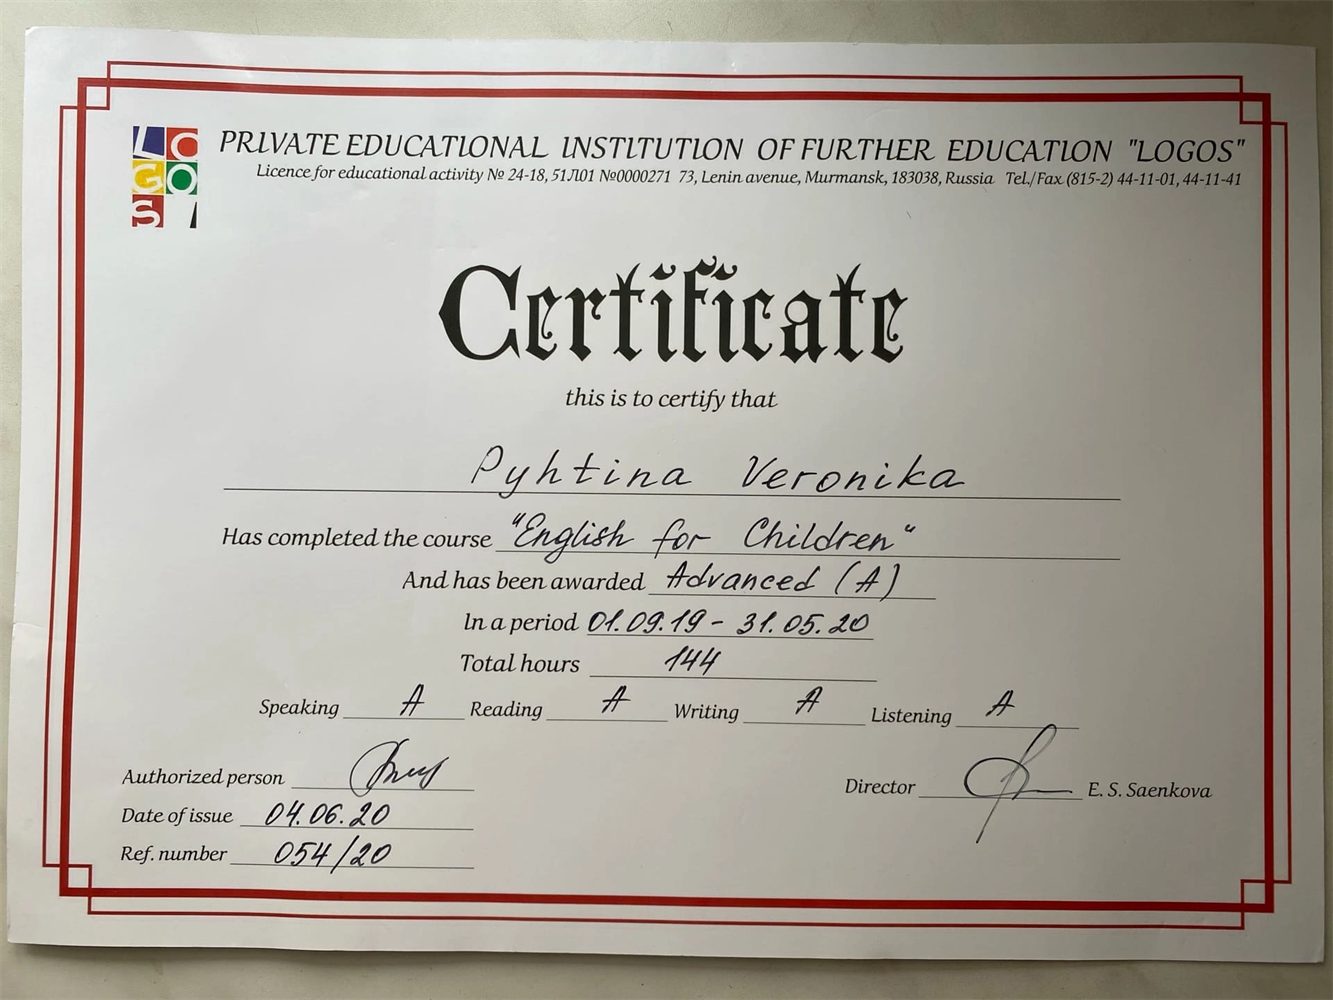 LOGOS
PRIVATE EDUCATIONAL INSTITUTION OF FURTHER EDUCATION "LOGOS"
Licence for educational activity № 24-18, 51Л01 №0000271 73, Lenin avenue, Murmansk, 183038, Russia Tel./Fax (815-2) 44-11-01, 44-11-41
Certificate
this is to certify that
Pyhtina Veronika
Has completed the course "English for Children"
And has been awarded Advanced (A)
In a period 01.09.19 - 31.05.20
Total hours 144
Speaking A Reading A Writing A Listening A
Authorized person
Director E. S. Saenkova
Date of issue 04.06.20
Ref. number 054/20